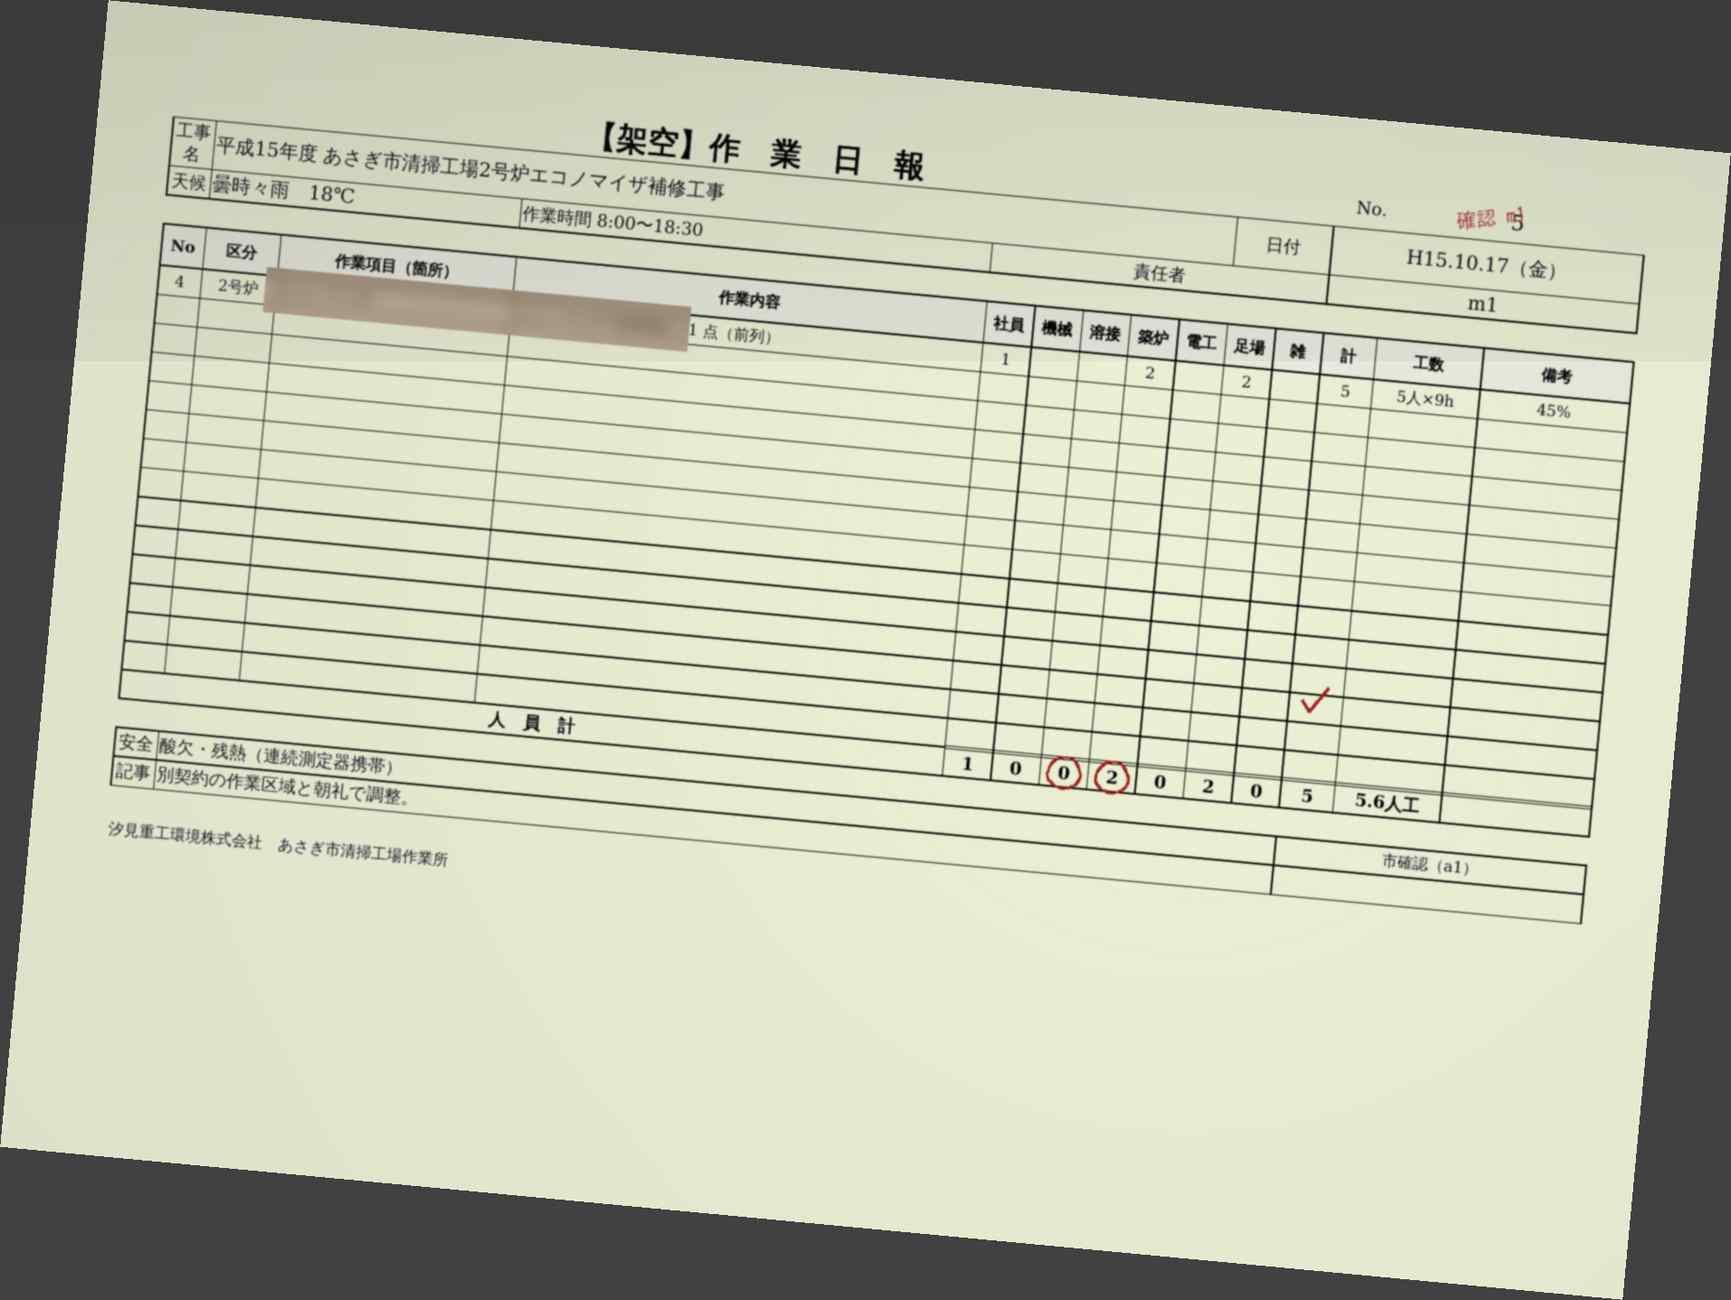 【架空】作 業 日 報
No. 5
確認 m1
工事名 平成15年度 あさぎ市清掃工場2号炉エコノマイザ補修工事 日付 H15.10.17（金）
天候 曇時々雨 18℃ 作業時間 8:00〜18:30 責任者 m1
No 区分 作業項目（箇所） 作業内容 社員 機械 溶接 築炉 電工 足場 雑 計 工数 備考
4 2号炉 1 点（前列） 1 2 2 5 5人×9h 45%
人 員 計 1 0 0 2 0 2 0 5 5.6人工
安全 酸欠・残熱（連続測定器携帯） 市確認（a1）
記事 別契約の作業区域と朝礼で調整。
汐見重工環境株式会社 あさぎ市清掃工場作業所